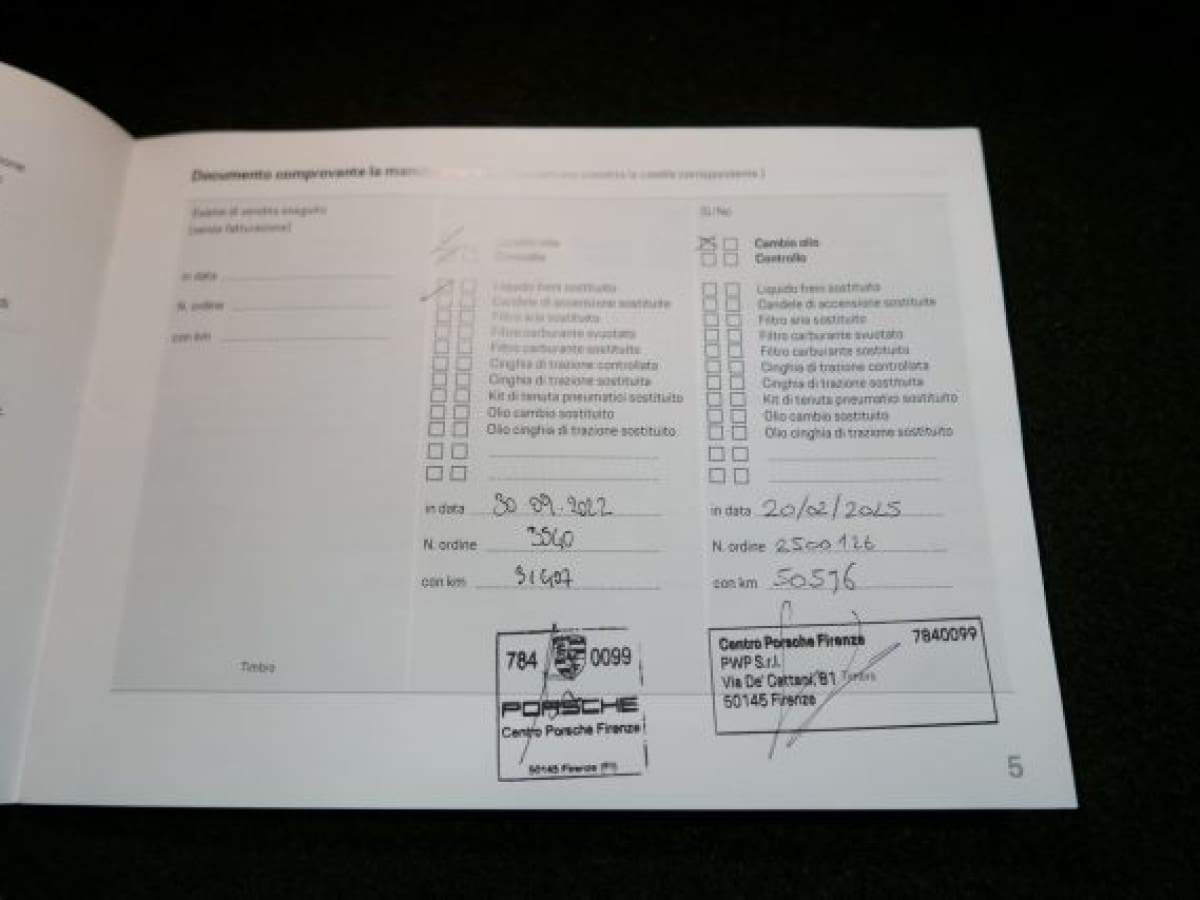 Documento comprovante la
Esame di vendita eseguito
(senza fatturazione)
in data
N. ordine
con km
Timbro
Controllo
Liquido freni sostituito
Candele di accensione sostituite
Filtro aria sostituito
Filtro carburante svuotato
Filtro carburante sostituito
Cinghia di trazione controllata
Cinghia di trazione sostituita
Kit di tenuta pneumatici sostituito
Olio cambio sostituito
Olio cinghia di trazione sostituito
in data 30 09.2022
N. ordine 3540
con km
784 0099
PORSCHE
Centro Porsche Firenze
50145 Firenze (FI)
Sì/No
Cambio olio
Controllo
Liquido freni sostituito
Candele di accensione sostituite
Filtro aria sostituito
Filtro carburante svuotato
Filtro carburante sostituito
Cinghia di trazione controllata
Cinghia di trazione sostituita
Kit di tenuta pneumatici sostituito
Olio cambio sostituito
Olio cinghia di trazione sostituito
in data 20/02/2025
N. ordine 2500126
con km 50576
Centro Porsche Firenze 7840099
PWP S.r.l.
Via De' Cattani, 81 Timbro
50145 Firenze
5